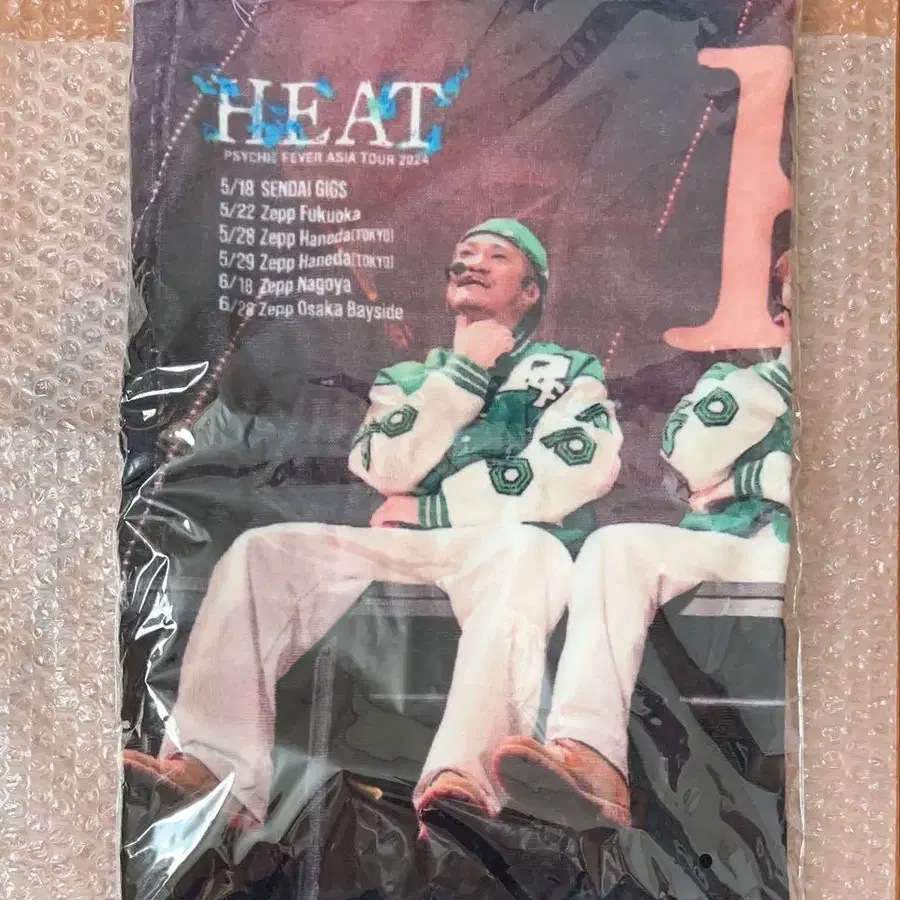 HEAT
PSYCHIC FEVER ASIA TOUR 2024
5/18 SENDAI GIGS
5/22 Zepp Fukuoka
5/28 Zepp Haneda(TOKYO)
5/29 Zepp Haneda(TOKYO)
6/18 Zepp Nagoya
6/28 Zepp Osaka Bayside